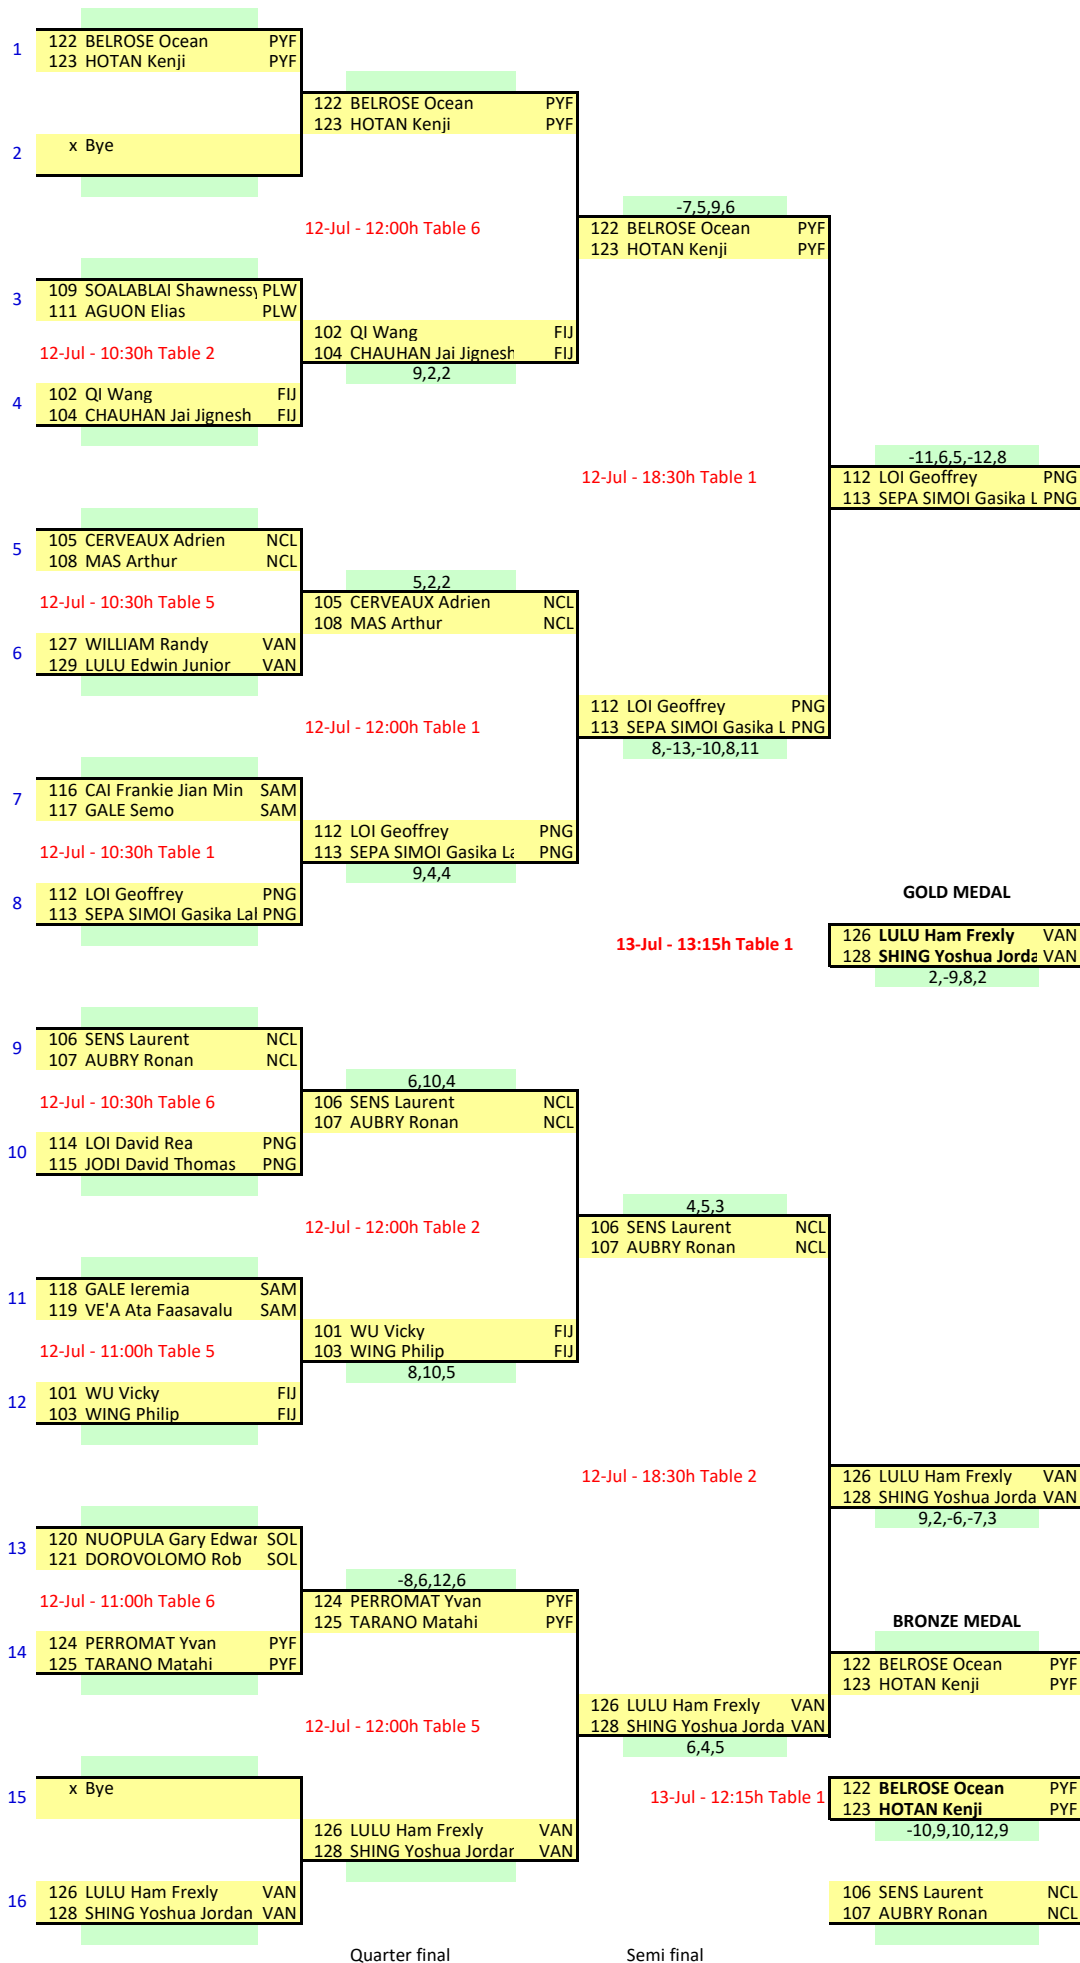 1
122 BELROSE Ocean PYF
123 HOTAN Kenji PYF
122 BELROSE Ocean PYF
123 HOTAN Kenji PYF
2
x Bye
-7,5,9,6
12-Jul - 12:00h Table 6
122 BELROSE Ocean PYF
123 HOTAN Kenji PYF
3
109 SOALABLAI Shawnessy PLW
111 AGUON Elias PLW
102 QI Wang FIJ
104 CHAUHAN Jai Jignesh FIJ
12-Jul - 10:30h Table 2
9,2,2
4
102 QI Wang FIJ
104 CHAUHAN Jai Jignesh FIJ
-11,6,5,-12,8
12-Jul - 18:30h Table 1
112 LOI Geoffrey PNG
113 SEPA SIMOI Gasika L PNG
5
105 CERVEAUX Adrien NCL
108 MAS Arthur NCL
5,2,2
12-Jul - 10:30h Table 5
105 CERVEAUX Adrien NCL
108 MAS Arthur NCL
6
127 WILLIAM Randy VAN
129 LULU Edwin Junior VAN
112 LOI Geoffrey PNG
113 SEPA SIMOI Gasika L PNG
12-Jul - 12:00h Table 1
8,-13,-10,8,11
7
116 CAI Frankie Jian Min SAM
117 GALE Semo SAM
112 LOI Geoffrey PNG
113 SEPA SIMOI Gasika La PNG
12-Jul - 10:30h Table 1
9,4,4
8
112 LOI Geoffrey PNG
113 SEPA SIMOI Gasika Lal PNG
GOLD MEDAL
13-Jul - 13:15h Table 1
126 LULU Ham Frexly VAN
128 SHING Yoshua Jorda VAN
2,-9,8,2
9
106 SENS Laurent NCL
107 AUBRY Ronan NCL
6,10,4
12-Jul - 10:30h Table 6
106 SENS Laurent NCL
107 AUBRY Ronan NCL
10
114 LOI David Rea PNG
115 JODI David Thomas PNG
4,5,3
12-Jul - 12:00h Table 2
106 SENS Laurent NCL
107 AUBRY Ronan NCL
11
118 GALE Ieremia SAM
119 VE'A Ata Faasavalu SAM
101 WU Vicky FIJ
103 WING Philip FIJ
12-Jul - 11:00h Table 5
8,10,5
12
101 WU Vicky FIJ
103 WING Philip FIJ
12-Jul - 18:30h Table 2
126 LULU Ham Frexly VAN
128 SHING Yoshua Jorda VAN
9,2,-6,-7,3
13
120 NUOPULA Gary Edwar SOL
121 DOROVOLOMO Rob SOL
-8,6,12,6
12-Jul - 11:00h Table 6
124 PERROMAT Yvan PYF
125 TARANO Matahi PYF
BRONZE MEDAL
14
124 PERROMAT Yvan PYF
125 TARANO Matahi PYF
122 BELROSE Ocean PYF
123 HOTAN Kenji PYF
126 LULU Ham Frexly VAN
128 SHING Yoshua Jorda VAN
12-Jul - 12:00h Table 5
6,4,5
15
x Bye
13-Jul - 12:15h Table 1
122 BELROSE Ocean PYF
123 HOTAN Kenji PYF
-10,9,10,12,9
126 LULU Ham Frexly VAN
128 SHING Yoshua Jordar VAN
16
126 LULU Ham Frexly VAN
128 SHING Yoshua Jordan VAN
106 SENS Laurent NCL
107 AUBRY Ronan NCL
Quarter final
Semi final